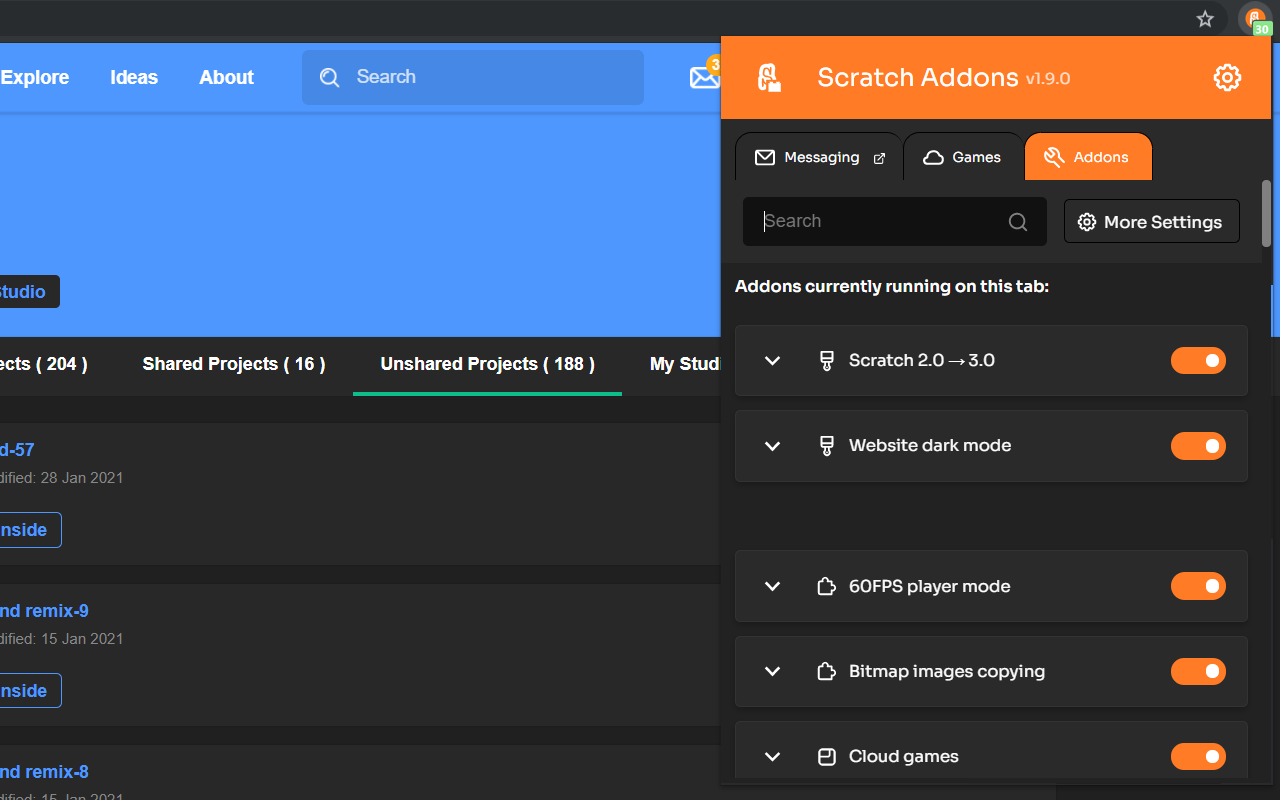 30
Explore Ideas About Search 3
Scratch Addons v1.9.0
Messaging Games Addons
Search More Settings
Addons currently running on this tab:
Scratch 2.0 → 3.0
Website dark mode
60FPS player mode
Bitmap images copying
Cloud games
Studio
ects ( 204 ) Shared Projects ( 16 ) Unshared Projects ( 188 ) My Studi
d-57
dified: 28 Jan 2021
nside
nd remix-9
dified: 15 Jan 2021
nside
nd remix-8
dified: 15 Jan 2021